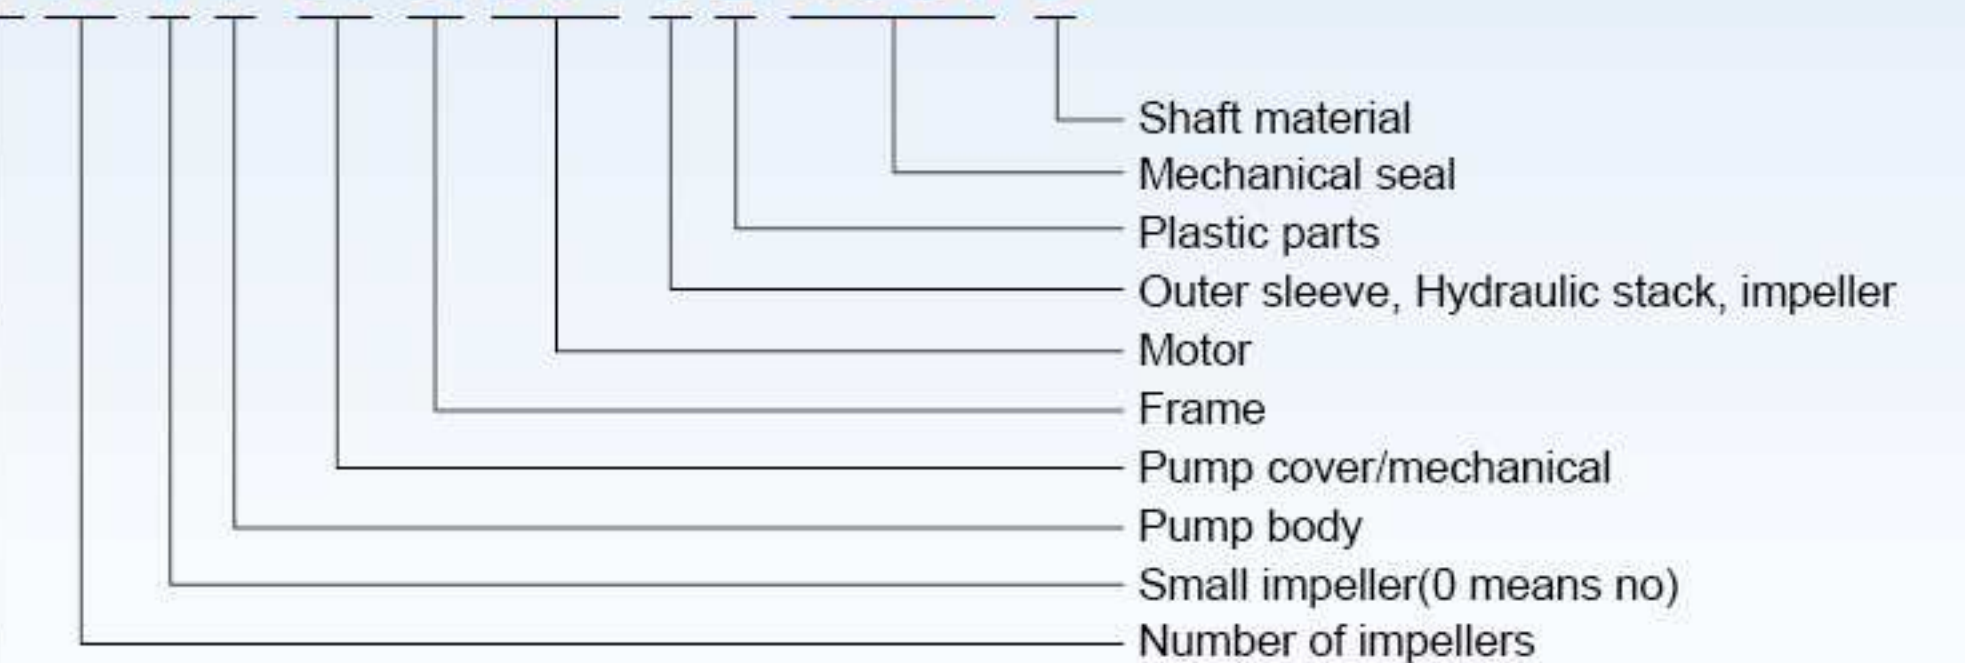 Shaft material
Mechanical seal
Plastic parts
Outer sleeve, Hydraulic stack, impeller
Motor
Frame
Pump cover/mechanical
Pump body
Small impeller(0 means no)
Number of impellers